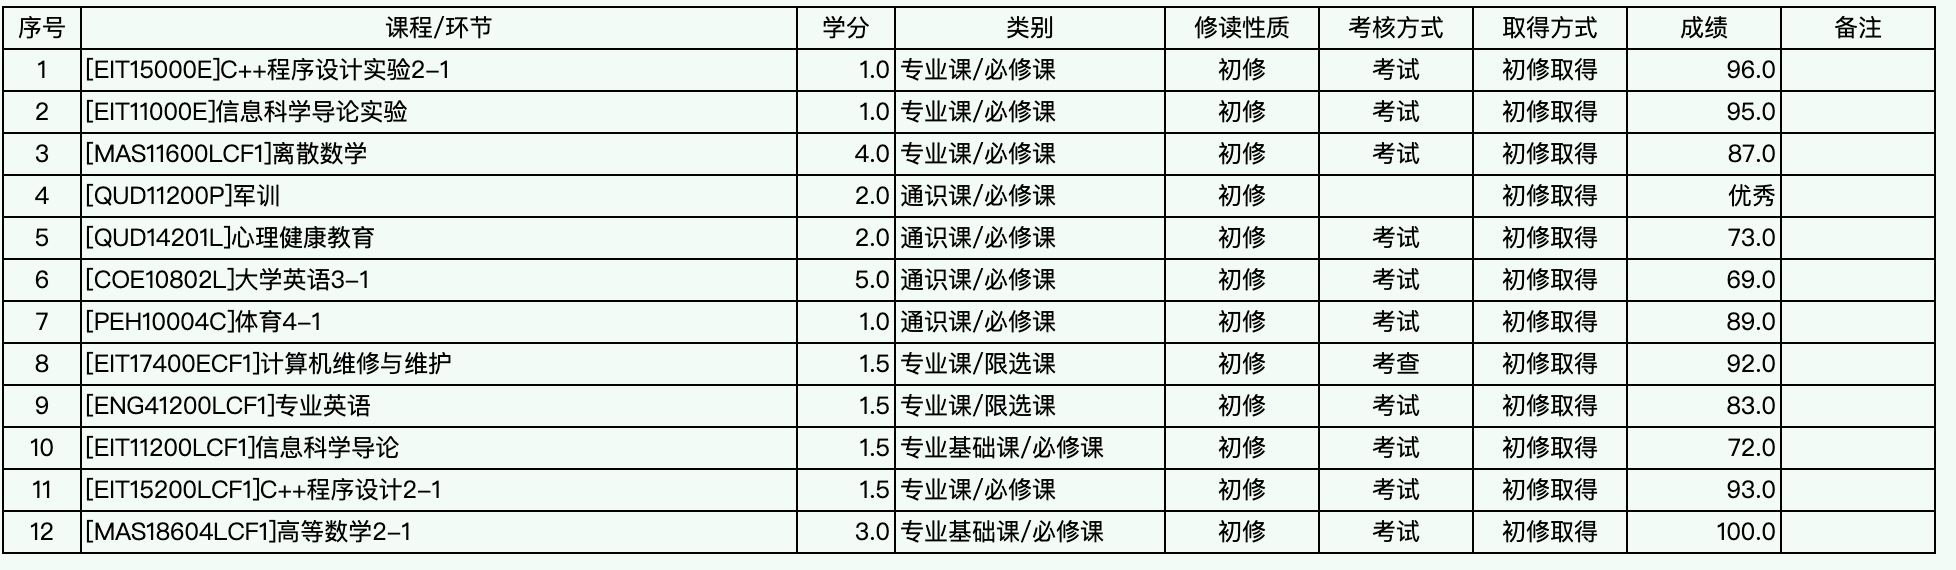 序号 课程/环节 学分 类别 修读性质 考核方式 取得方式 成绩 备注
1 [EIT15000E]C++程序设计实验2-1 1.0 专业课/必修课 初修 考试 初修取得 96.0
2 [EIT11000E]信息科学导论实验 1.0 专业课/必修课 初修 考试 初修取得 95.0
3 [MAS11600LCF1]离散数学 4.0 专业课/必修课 初修 考试 初修取得 87.0
4 [QUD11200P]军训 2.0 通识课/必修课 初修 初修取得 优秀
5 [QUD14201L]心理健康教育 2.0 通识课/必修课 初修 考试 初修取得 73.0
6 [COE10802L]大学英语3-1 5.0 通识课/必修课 初修 考试 初修取得 69.0
7 [PEH10004C]体育4-1 1.0 通识课/必修课 初修 考试 初修取得 89.0
8 [EIT17400ECF1]计算机维修与维护 1.5 专业课/限选课 初修 考查 初修取得 92.0
9 [ENG41200LCF1]专业英语 1.5 专业课/限选课 初修 考试 初修取得 83.0
10 [EIT11200LCF1]信息科学导论 1.5 专业基础课/必修课 初修 考试 初修取得 72.0
11 [EIT15200LCF1]C++程序设计2-1 1.5 专业课/必修课 初修 考试 初修取得 93.0
12 [MAS18604LCF1]高等数学2-1 3.0 专业基础课/必修课 初修 考试 初修取得 100.0